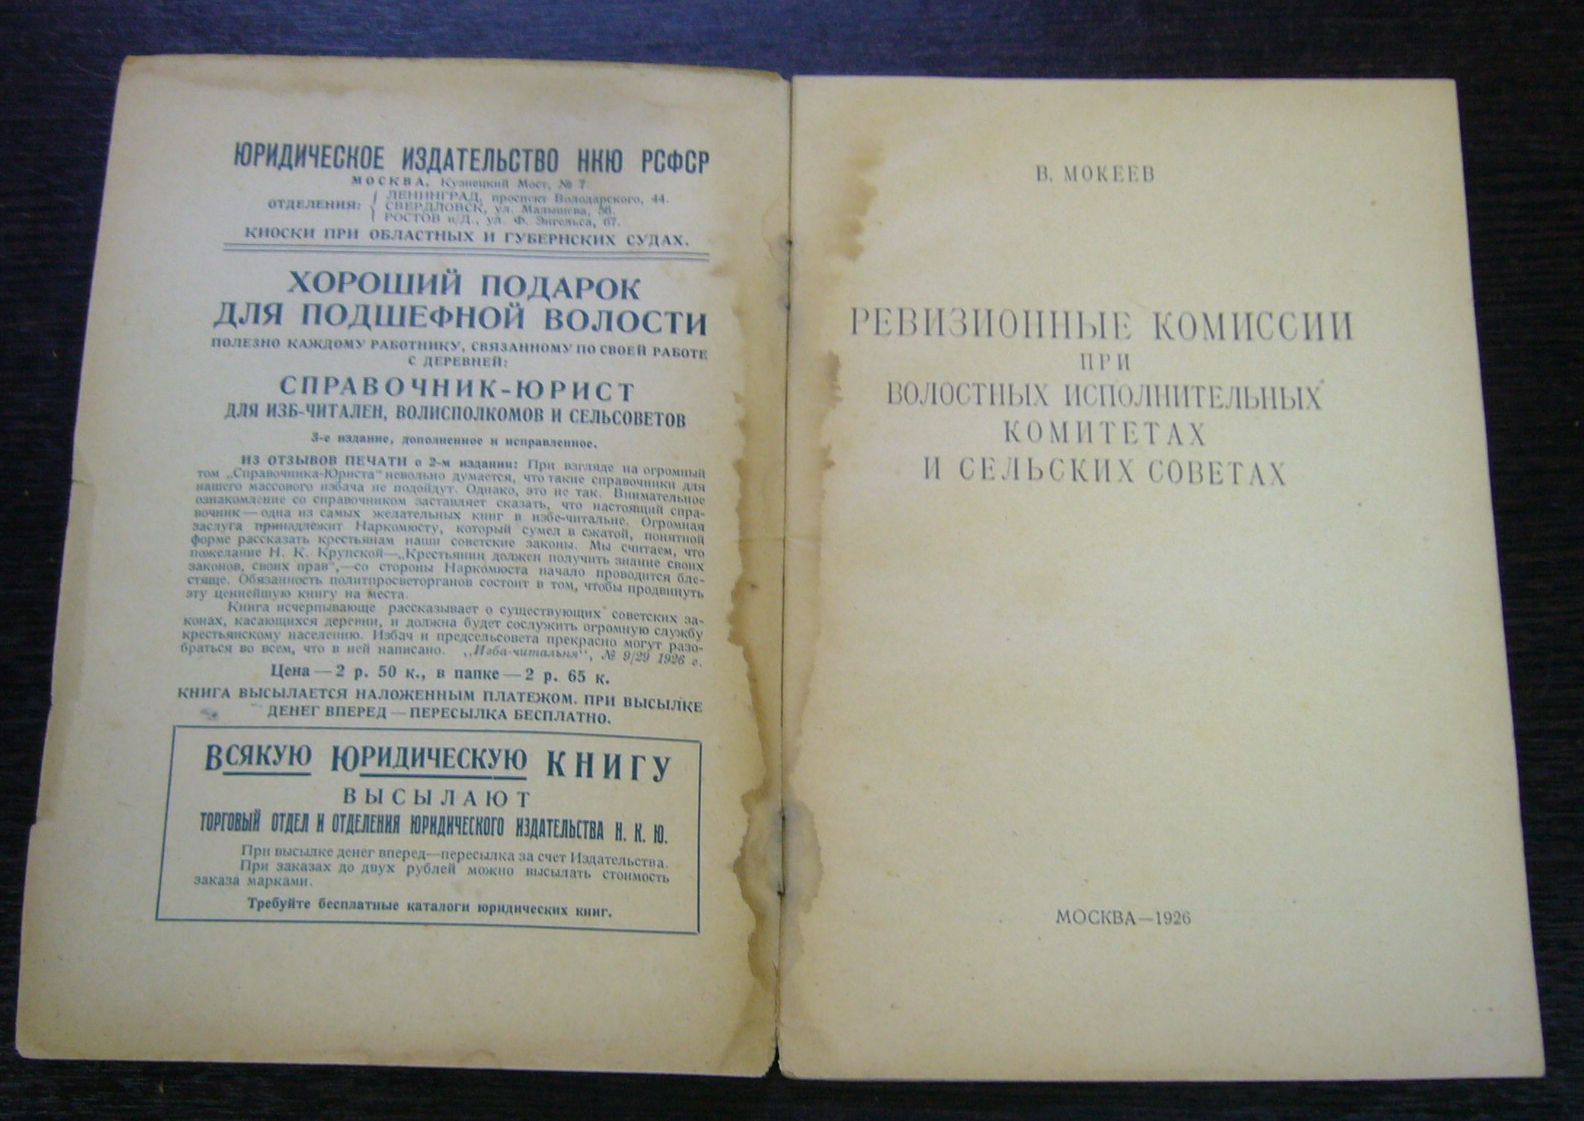 ЮРИДИЧЕСКОЕ ИЗДАТЕЛЬСТВО НКЮ РСФСР
МОСКВА, Кузнецкий Мост, № 7.
ОТДЕЛЕНИЯ: { ЛЕНИНГРАД, проспект Володарского, 44.
СВЕРДЛОВСК, ул. Малышева, 56.
РОСТОВ н/Д., ул. Ф. Энгельса, 67.
КИОСКИ ПРИ ОБЛАСТНЫХ И ГУБЕРНСКИХ СУДАХ.
ХОРОШИЙ ПОДАРОК
ДЛЯ ПОДШЕФНОЙ ВОЛОСТИ
ПОЛЕЗНО КАЖДОМУ РАБОТНИКУ, СВЯЗАННОМУ ПО СВОЕЙ РАБОТЕ
С ДЕРЕВНЕЙ:
СПРАВОЧНИК-ЮРИСТ
ДЛЯ ИЗБ-ЧИТАЛЕН, ВОЛИСПОЛКОМОВ И СЕЛЬСОВЕТОВ
3-е издание, дополненное и исправленное.
ИЗ ОТЗЫВОВ ПЕЧАТИ о 2-м издании: При взгляде на огромный
том „Справочника-Юриста“ невольно думается, что такие справочники для
нашего массового избача не подойдут. Однако, это не так. Внимательное
ознакомление со справочником заставляет сказать, что настоящий спра-
вочник—одна из самых желательных книг в избе-читальне. Огромная
заслуга принадлежит Наркомюсту, который сумел в сжатой, понятной
форме рассказать крестьянам наши советские законы. Мы считаем, что
пожелание Н. К. Крупской—„Крестьянин должен получить знание своих
законов, своих прав“,—со стороны Наркомюста начало проводится бле-
стяще. Обязанность политпросветорганов состоит в том, чтобы продвинуть
эту ценнейшую книгу на места.
Книга исчерпывающе рассказывает о существующих советских за-
конах, касающихся деревни, и должна будет сослужить огромную службу
крестьянскому населению. Избач и предсельсовета прекрасно могут разо-
браться во всем, что в ней написано. „Изба-читальня“, № 9/29 1926 г.
Цена—2 р. 50 к., в папке—2 р. 65 к.
КНИГА ВЫСЫЛАЕТСЯ НАЛОЖЕННЫМ ПЛАТЕЖОМ. ПРИ ВЫСЫЛКЕ
ДЕНЕГ ВПЕРЕД—ПЕРЕСЫЛКА БЕСПЛАТНО.
ВСЯКУЮ ЮРИДИЧЕСКУЮ КНИГУ
ВЫСЫЛАЮТ
ТОРГОВЫЙ ОТДЕЛ И ОТДЕЛЕНИЯ ЮРИДИЧЕСКОГО ИЗДАТЕЛЬСТВА Н. К. Ю.
При высылке денег вперед—пересылка за счет Издательства.
При заказах до двух рублей можно высылать стоимость
заказа марками.
Требуйте бесплатные каталоги юридических книг.
В. МОКЕЕВ
РЕВИЗИОННЫЕ КОМИССИИ
ПРИ
ВОЛОСТНЫХ ИСПОЛНИТЕЛЬНЫХ
КОМИТЕТАХ
И СЕЛЬСКИХ СОВЕТАХ
МОСКВА—1926